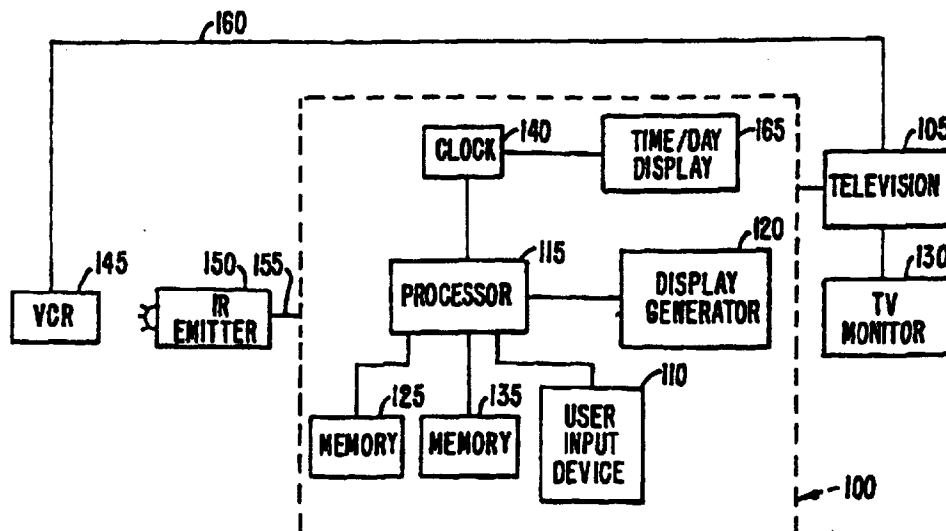 160
CLOCK
140
TIME/DAY
DISPLAY
165
105
TELEVISION
145
VCR
150
155
IR
EMITTER
115
PROCESSOR
120
DISPLAY
GENERATOR
130
TV
MONITOR
125
MEMORY
135
MEMORY
110
USER
INPUT
DEVICE
100